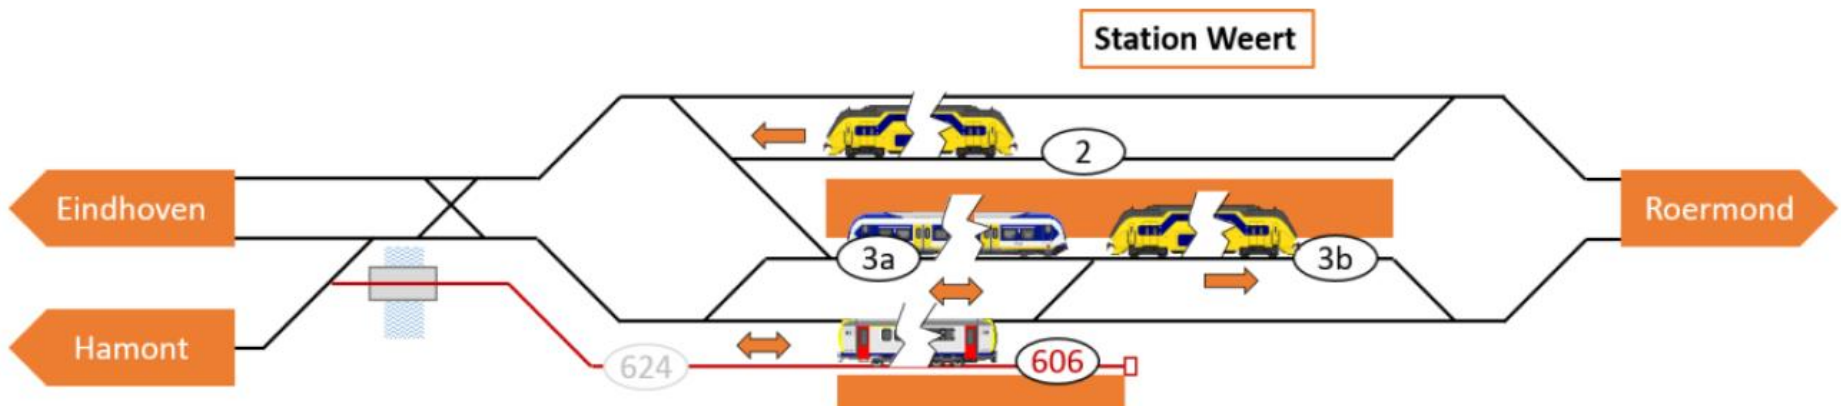 Station Weert
2
Eindhoven
Roermond
3a
3b
Hamont
624
606